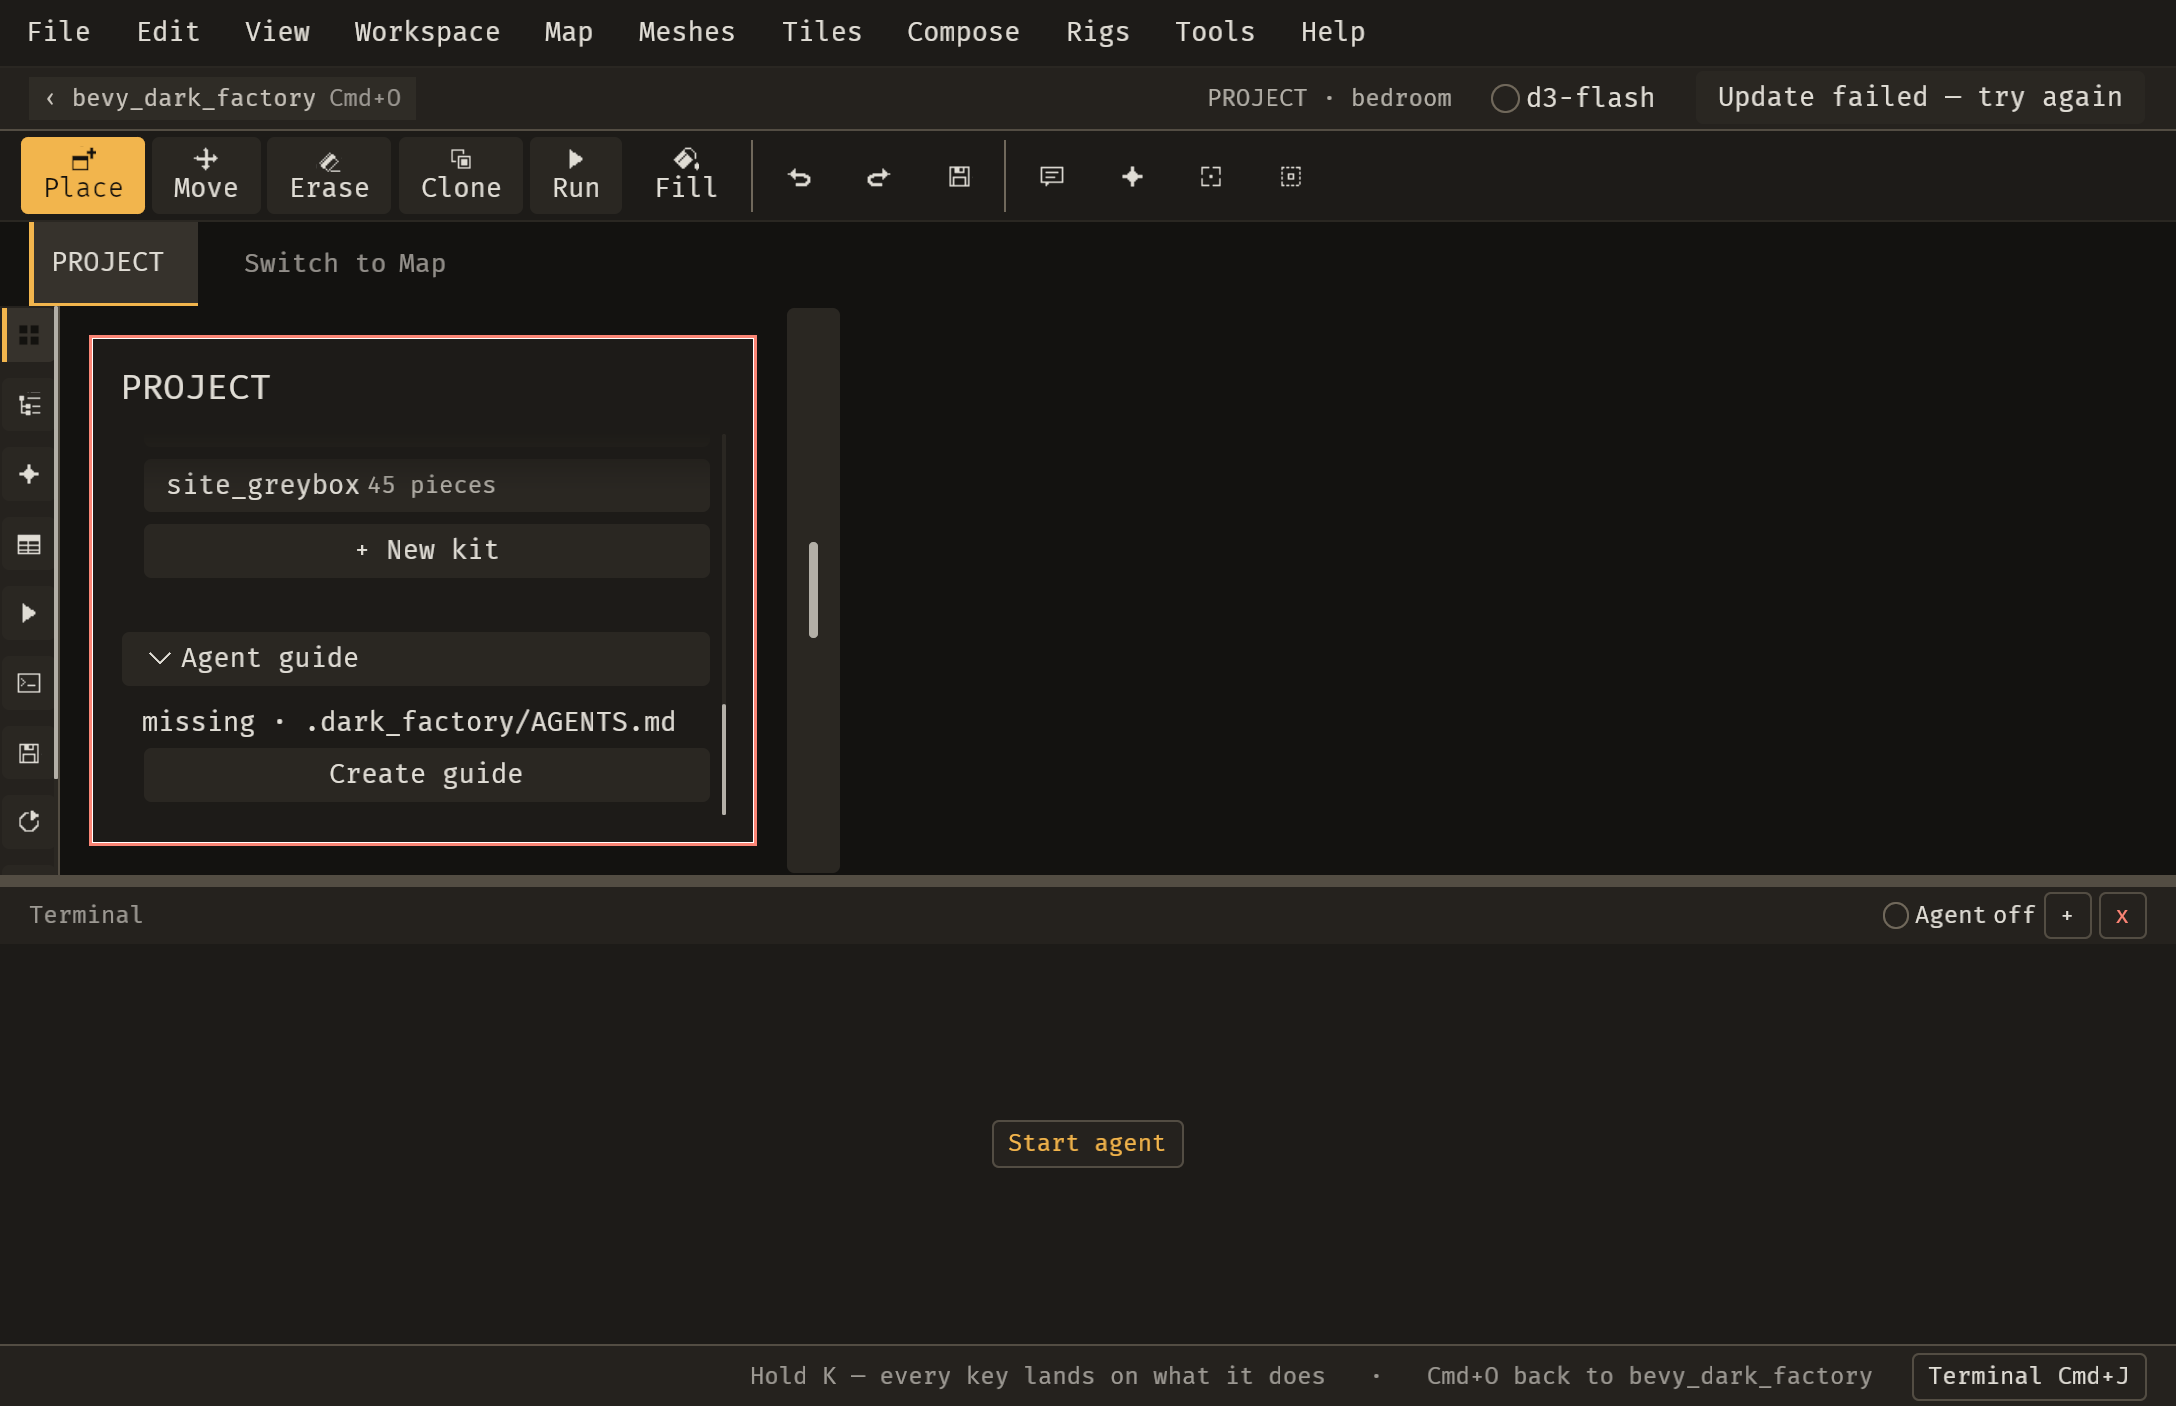 File Edit View Workspace Map Meshes Tiles Compose Rigs Tools Help
‹ bevy_dark_factory Cmd+O
PROJECT · bedroom
d3-flash
Update failed — try again
Place Move Erase Clone Run Fill
PROJECT
Switch to Map
PROJECT
site_greybox 45 pieces
+ New kit
Agent guide
missing · .dark_factory/AGENTS.md
Create guide
Terminal
Agent off + x
Start agent
Hold K — every key lands on what it does · Cmd+O back to bevy_dark_factory
Terminal Cmd+J